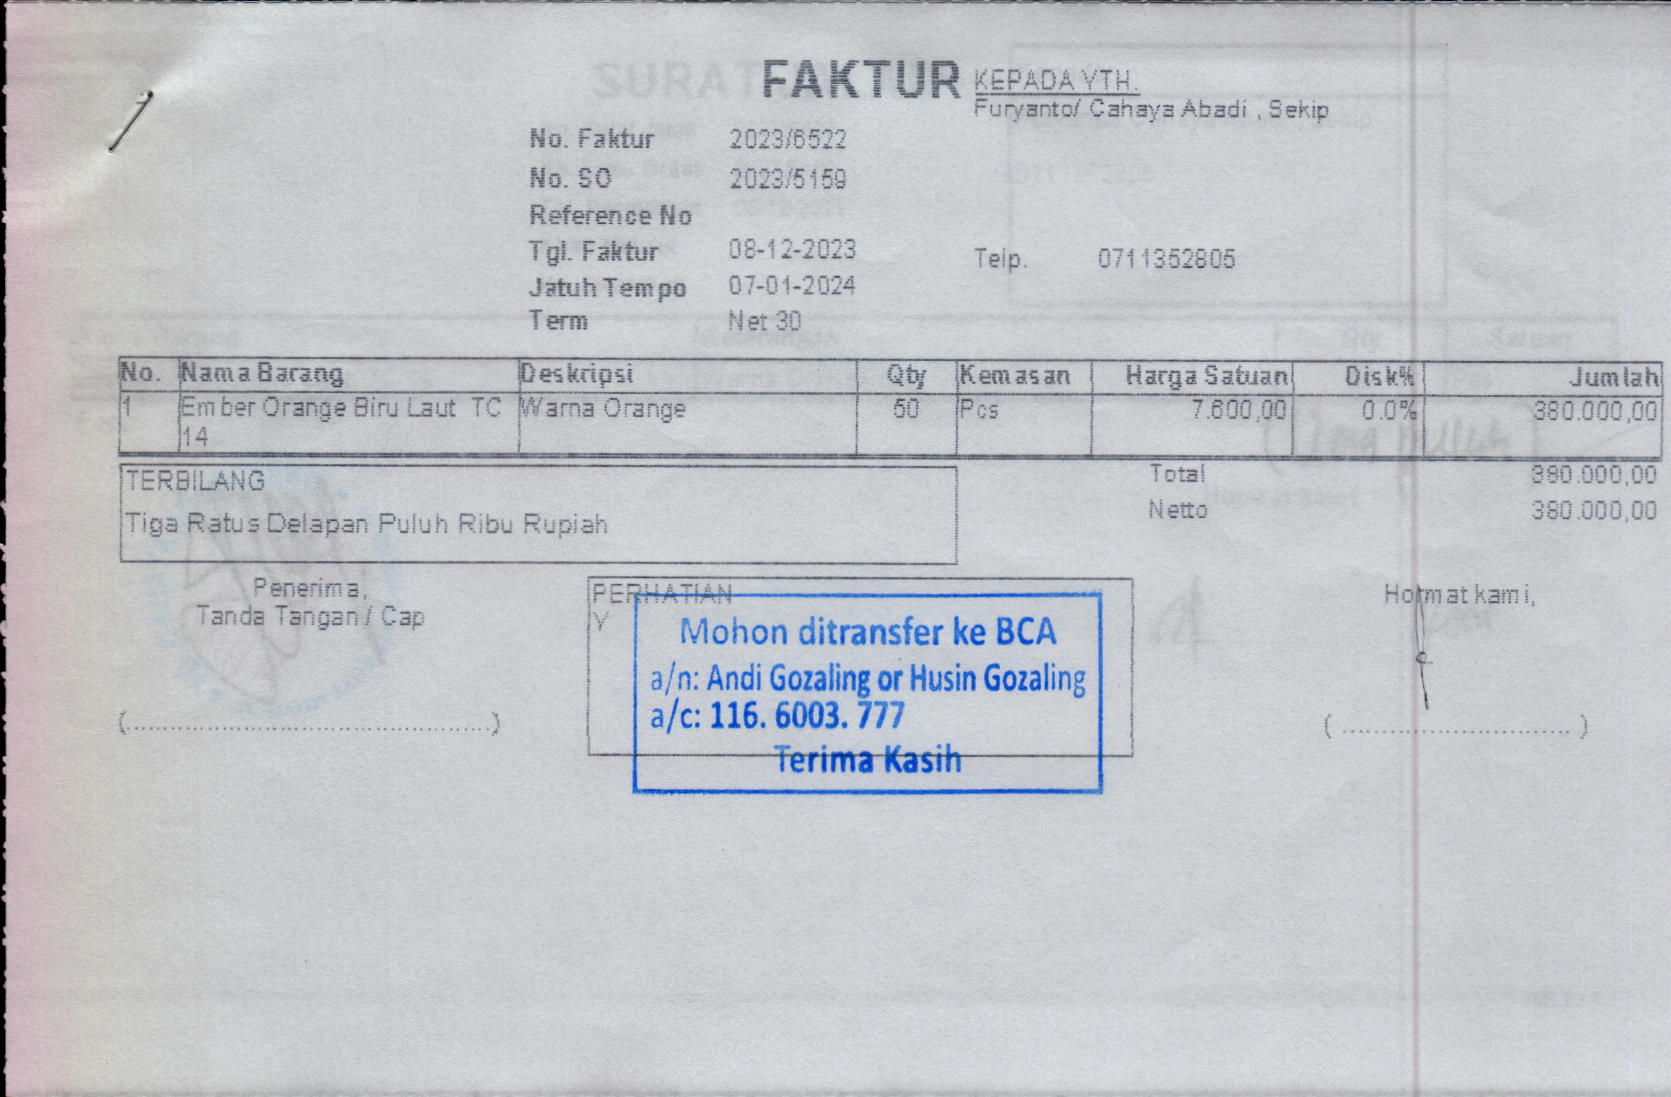 FAKTUR
KEPADA YTH.
Furyanto/ Cahaya Abadi , Sekip
No. Faktur 2023/6522
No. SO 2023/5159
Reference No
Tgl. Faktur 08-12-2023
Telp. 0711352805
Jatuh Tempo 07-01-2024
Term Net 30
No. Nama Barang Deskripsi Qty Kemasan Harga Satuan Disk% Jumlah
1 Ember Orange Biru Laut TC Warna Orange 50 Pcs 7.600,00 0.0% 380.000,00
14
TERBILANG
Total 380.000,00
Tiga Ratus Delapan Puluh Ribu Rupiah
Netto 380.000,00
Penerima,
Tanda Tangan / Cap
PERHATIAN
Y
Hormat kami,
Mohon ditransfer ke BCA
a/n: Andi Gozaling or Husin Gozaling
a/c: 116. 6003. 777
Terima Kasih
(................................................)
( ............................. )